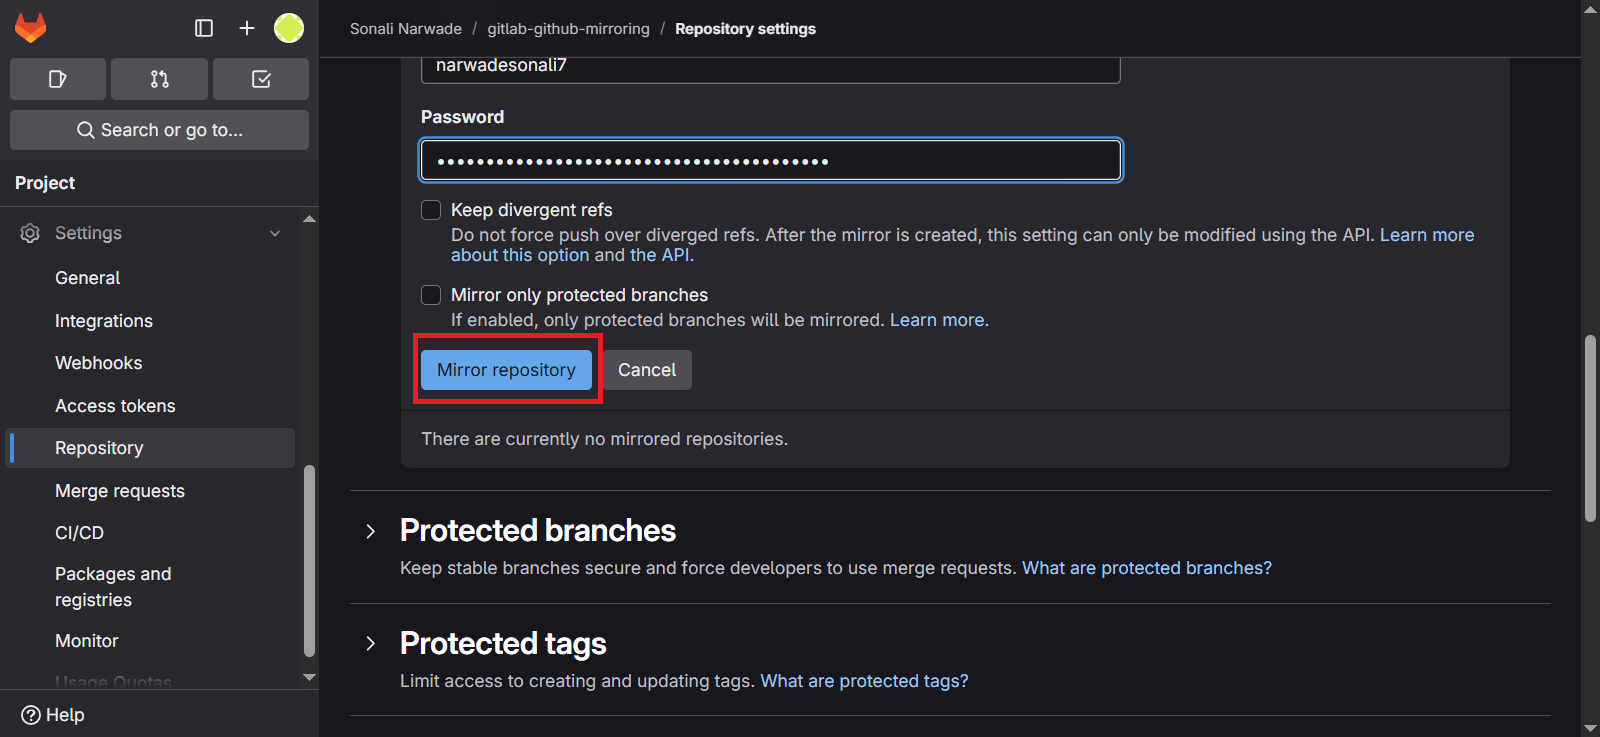 Search or go to...
Project
Settings
General
Integrations
Webhooks
Access tokens
Repository
Merge requests
CI/CD
Packages and
registries
Monitor
Usage Quotas
Help
Sonali Narwade / gitlab-github-mirroring / Repository settings
narwadesonali7
Password
••••••••••••••••••••••••••••••••••••••••
Keep divergent refs
Do not force push over diverged refs. After the mirror is created, this setting can only be modified using the API. Learn more
about this option and the API.
Mirror only protected branches
If enabled, only protected branches will be mirrored. Learn more.
Mirror repository Cancel
There are currently no mirrored repositories.
Protected branches
Keep stable branches secure and force developers to use merge requests. What are protected branches?
Protected tags
Limit access to creating and updating tags. What are protected tags?